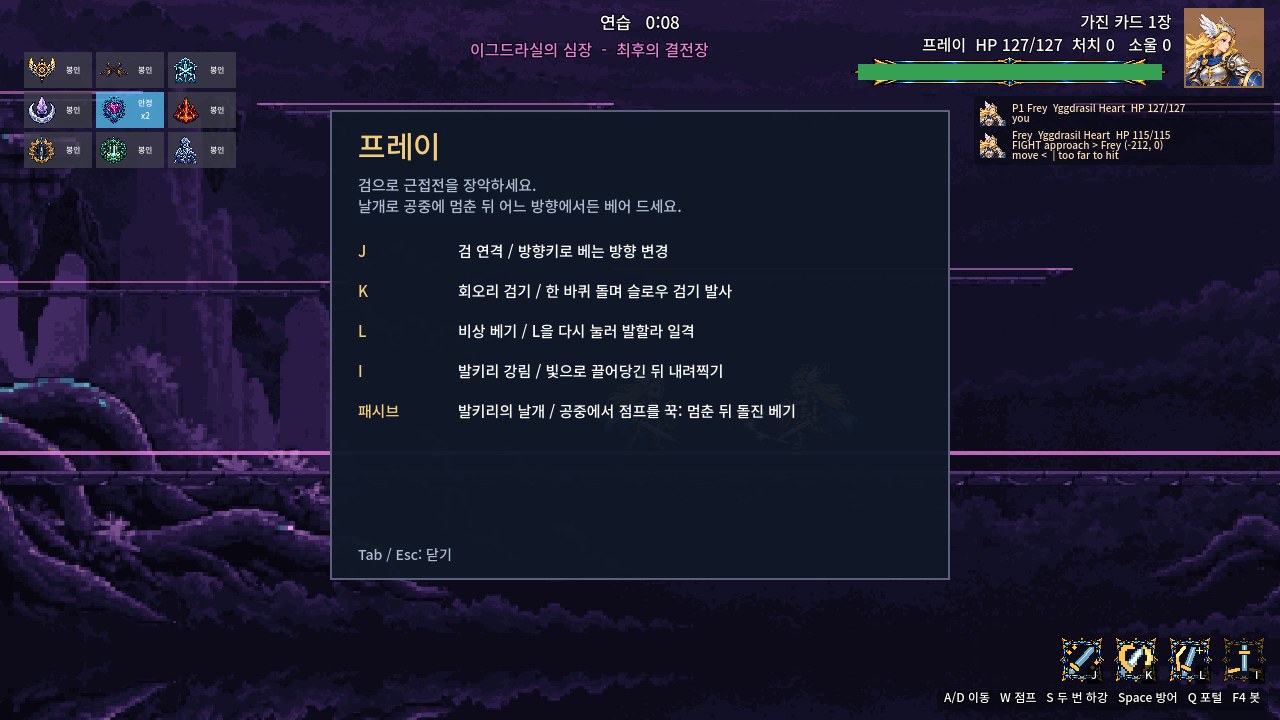 연습 0:08
이그드라실의 심장 - 최후의 결전장
가진 카드 1장
프레이 HP 127/127 처치 0 소울 0
봉인 봉인 봉인
봉인 안정 x2 봉인
봉인 봉인 봉인
P1 Frey Yggdrasil Heart HP 127/127
you
Frey Yggdrasil Heart HP 115/115
FIGHT approach > Frey (-212, 0)
move < | too far to hit
프레이
검으로 근접전을 장악하세요.
날개로 공중에 멈춘 뒤 어느 방향에서든 베어 드세요.
J 검 연격 / 방향키로 베는 방향 변경
K 회오리 검기 / 한 바퀴 돌며 슬로우 검기 발사
L 비상 베기 / L을 다시 눌러 발할라 일격
I 발키리 강림 / 빛으로 끌어당긴 뒤 내려찍기
패시브 발키리의 날개 / 공중에서 점프를 꾹: 멈춘 뒤 돌진 베기
Tab / Esc: 닫기
J K L I
A/D 이동 W 점프 S 두 번 하강 Space 방어 Q 포털 F4 봇